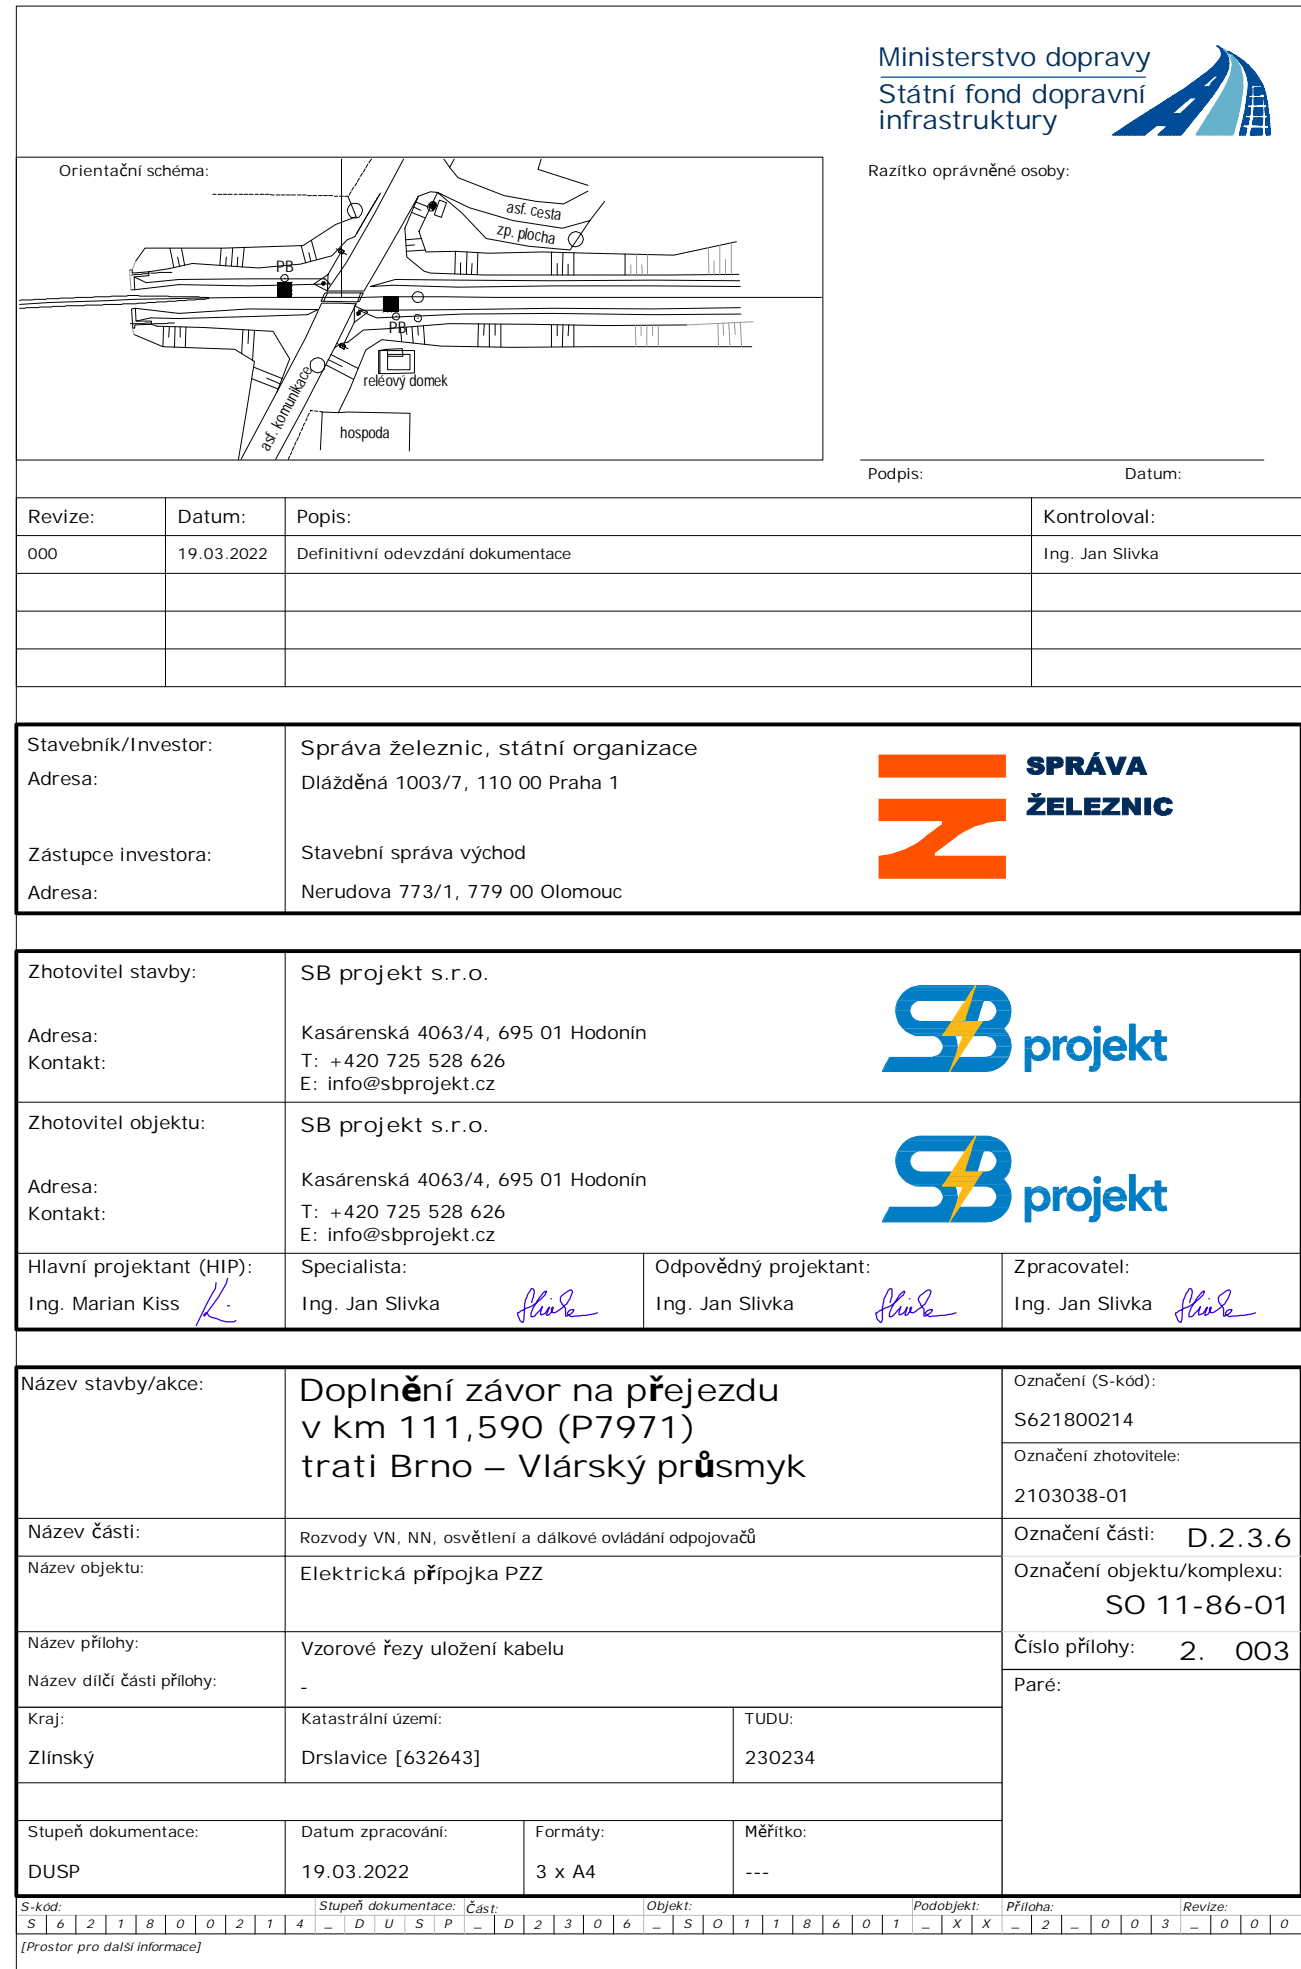 Ministerstvo dopravy
Státní fond dopravní
infrastruktury
Orientační schéma:
Razítko oprávněné osoby:
asf. cesta
zp. plocha
PB
PB
reléový domek
asf. komunikace
hospoda
Podpis: Datum:
Revize: Datum: Popis: Kontroloval:
000 19.03.2022 Definitivní odevzdání dokumentace Ing. Jan Slivka
Stavebník/Investor: Správa železnic, státní organizace
Adresa: Dlážděná 1003/7, 110 00 Praha 1
SPRÁVA
ŽELEZNIC
Zástupce investora: Stavební správa východ
Adresa: Nerudova 773/1, 779 00 Olomouc
Zhotovitel stavby: SB projekt s.r.o.
Adresa: Kasárenská 4063/4, 695 01 Hodonín
Kontakt: T: +420 725 528 626
E: info@sbprojekt.cz
SB projekt
Zhotovitel objektu: SB projekt s.r.o.
Adresa: Kasárenská 4063/4, 695 01 Hodonín
Kontakt: T: +420 725 528 626
E: info@sbprojekt.cz
SB projekt
Hlavní projektant (HIP): Specialista: Odpovědný projektant: Zpracovatel:
Ing. Marian Kiss Ing. Jan Slivka Ing. Jan Slivka Ing. Jan Slivka
Název stavby/akce: Doplnění závor na přejezdu
v km 111,590 (P7971)
trati Brno – Vlárský průsmyk
Označení (S-kód):
S621800214
Označení zhotovitele:
2103038-01
Název části: Rozvody VN, NN, osvětlení a dálkové ovládání odpojovačů Označení části: D.2.3.6
Název objektu: Elektrická přípojka PZZ Označení objektu/komplexu:
SO 11-86-01
Název přílohy: Vzorové řezy uložení kabelu Číslo přílohy: 2. 003
Název dílčí části přílohy: - Paré:
Kraj: Katastrální území: TUDU:
Zlínský Drslavice [632643] 230234
Stupeň dokumentace: Datum zpracování: Formáty: Měřítko:
DUSP 19.03.2022 3 x A4 ---
S-kód: Stupeň dokumentace: Část: Objekt: Podobjekt: Příloha: Revize:
S 6 2 1 8 0 0 2 1 4 _ D U S P _ D 2 3 0 6 _ S O 1 1 8 6 0 1 _ X X _ 2 _ 0 0 3 _ 0 0 0
[Prostor pro další informace]